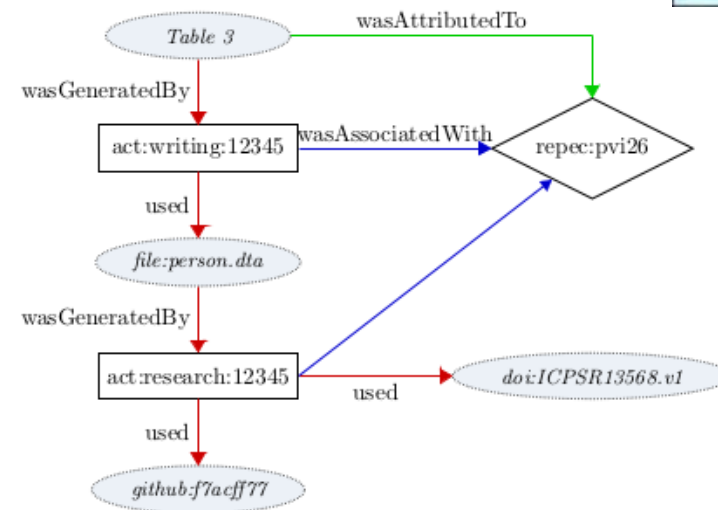 wasAttributedTo
Table 3
wasGeneratedBy
act:writing:12345
wasAssociatedWith
repec:pvi26
used
file:person.dta
wasGeneratedBy
act:research:12345
used
doi:ICPSR13568.v1
used
github:f7acff77